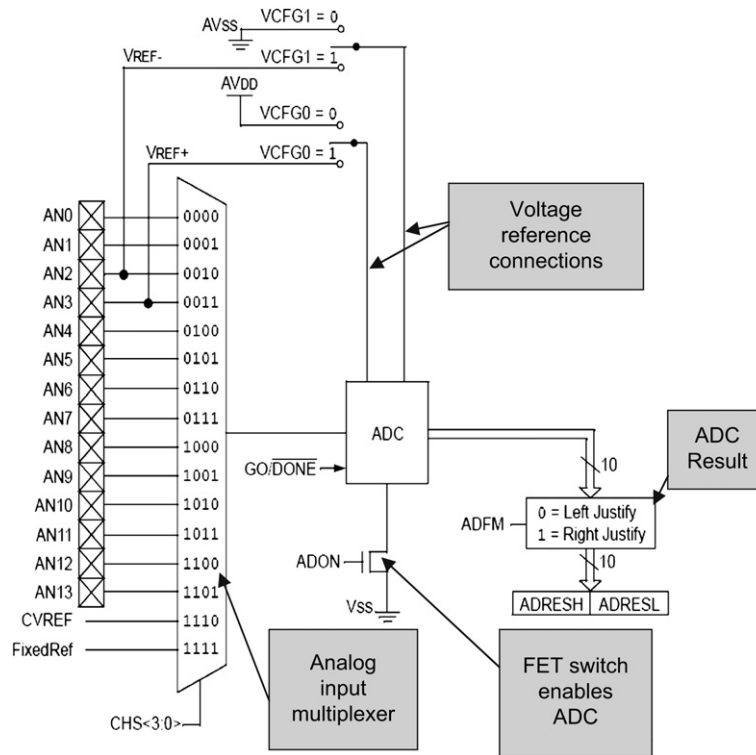 AVSS
VCFG1 = 0
VREF-
VCFG1 = 1
AVDD
VCFG0 = 0
VREF+
VCFG0 = 1
Voltage
reference
connections
AN0
0000
AN1
0001
AN2
0010
AN3
0011
AN4
0100
AN5
0101
AN6
0110
AN7
0111
AN8
1000
AN9
1001
AN10
1010
AN11
1011
AN12
1100
AN13
1101
CVREF
1110
FixedRef
1111
CHS<3:0>
Analog
input
multiplexer
ADC
GO/DONE
ADON
VSS
FET switch
enables
ADC
10
ADC
Result
ADFM
0 = Left Justify
1 = Right Justify
10
ADRESH
ADRESL